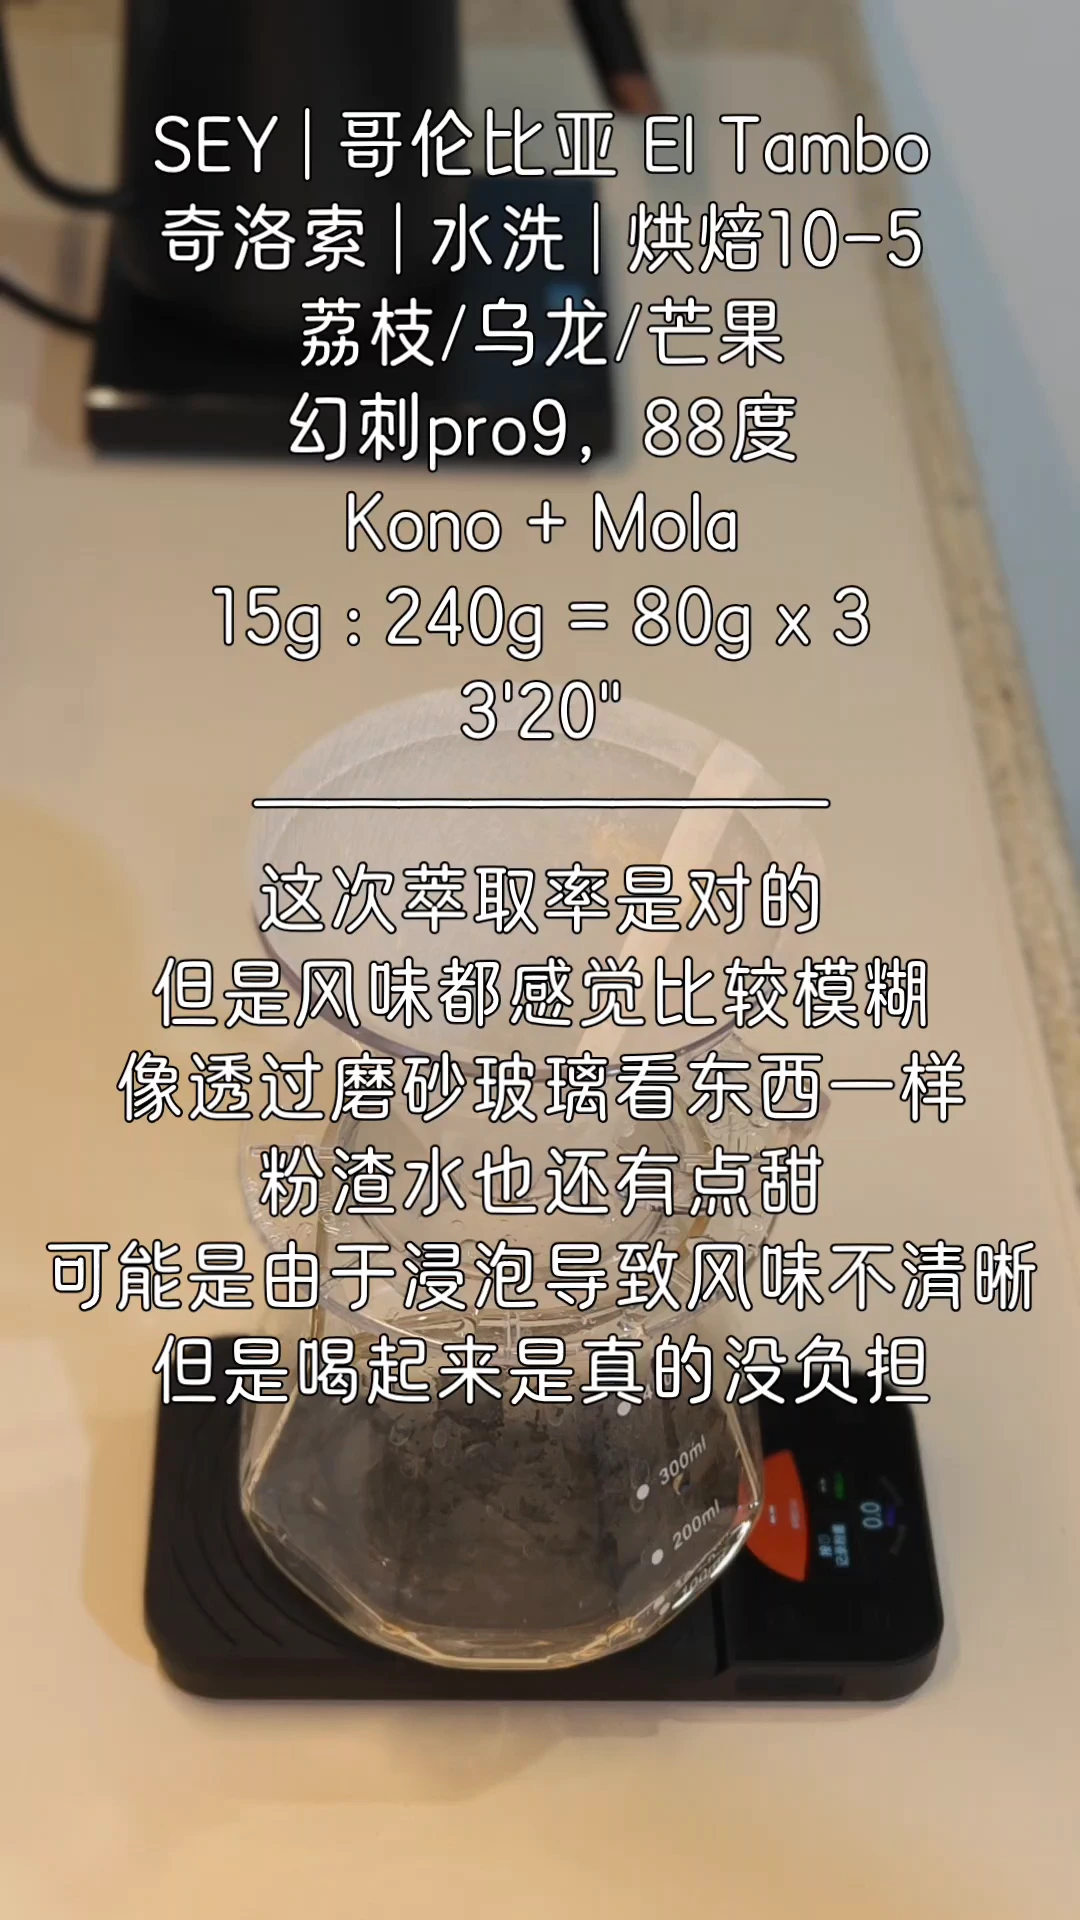 SEY | 哥伦比亚 El Tambo
奇洛索 | 水洗 | 烘焙10-5
荔枝/乌龙/芒果
幻刺pro9，88度
Kono + Mola
15g : 240g = 80g x 3
3'20"
这次萃取率是对的
但是风味都感觉比较模糊
像透过磨砂玻璃看东西一样
粉渣水也还有点甜
可能是由于浸泡导致风味不清晰
但是喝起来是真的没负担
300ml
200ml
0.0